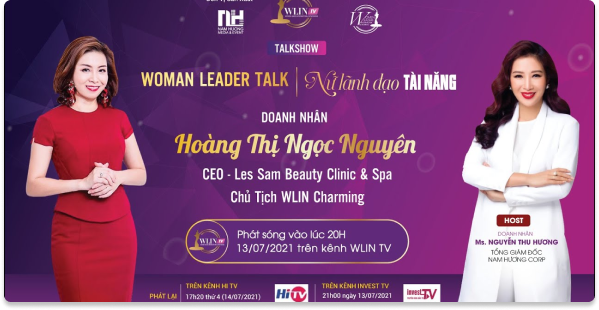 NAM HUONG
MEDIA & EVENT
WLIN TV
TALKSHOW
WOMAN LEADER TALK | Nữ lãnh đạo TÀI NĂNG
DOANH NHÂN
Hoàng Thị Ngọc Nguyên
CEO - Les Sam Beauty Clinic & Spa
Chủ Tịch WLIN Charming
WLIN TV
Phát sóng vào lúc 20H
13/07/2021 trên kênh WLIN TV
HOST
DOANH NHÂN
Ms. NGUYỄN THU HƯƠNG
TỔNG GIÁM ĐỐC
NAM HƯƠNG CORP
PHÁT LẠI
TRÊN KÊNH HI TV
17h20 thứ 4 (14/07/2021)
HiTV
TRÊN KÊNH INVEST TV
21h00 ngày 13/07/2021
invest TV